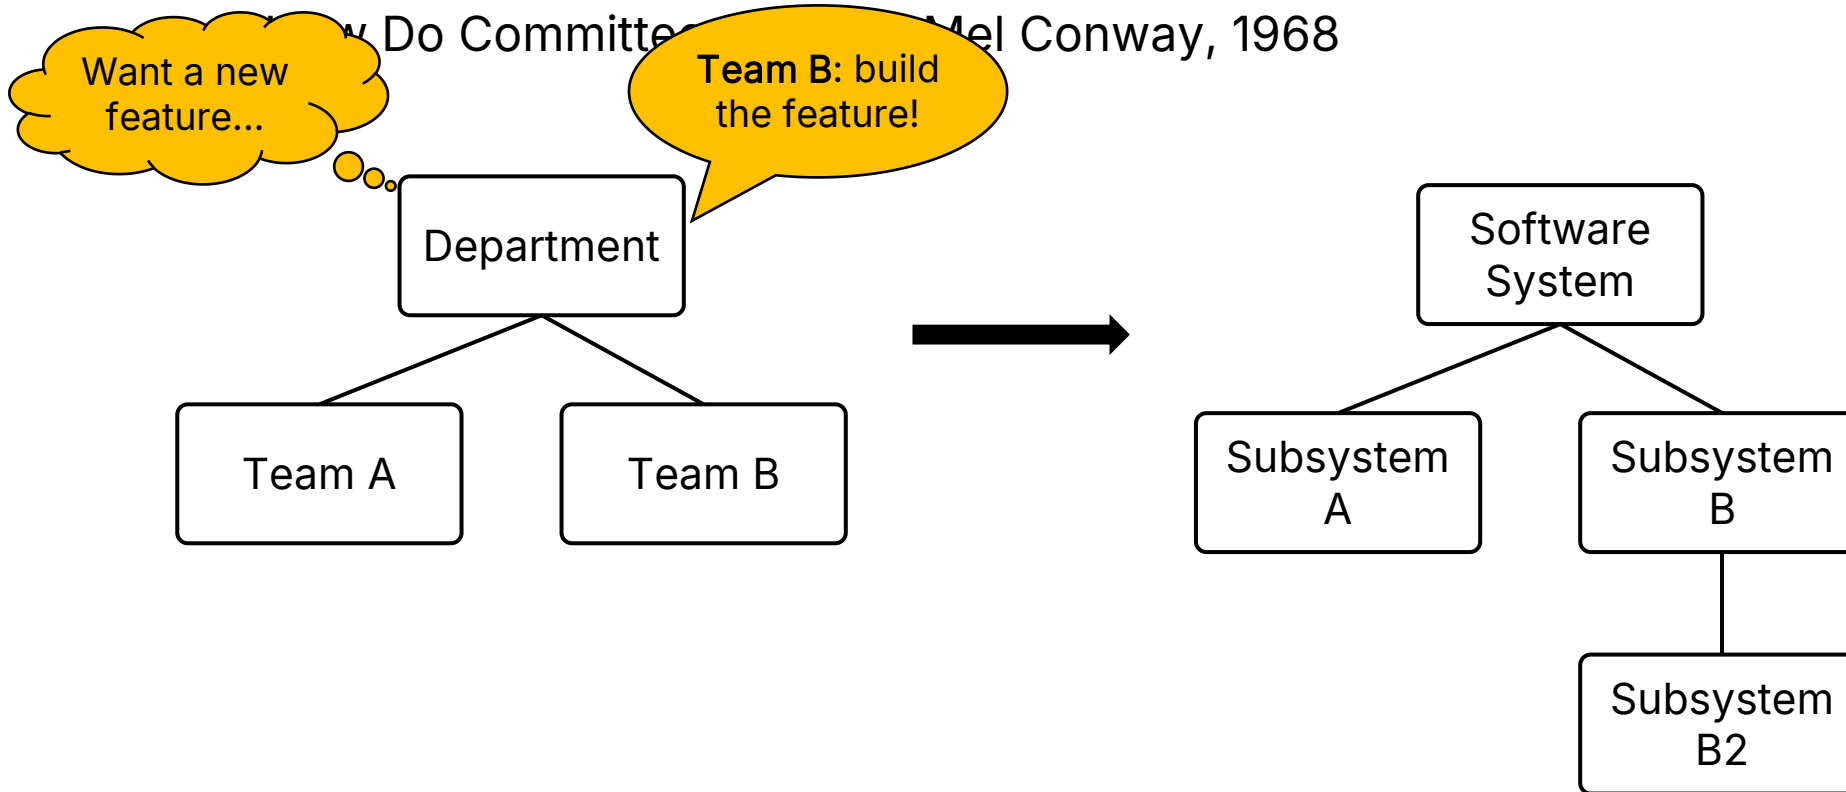 Do Committe
Mel Conway, 1968
Want a new
feature...
Team B: build
the feature!
Department
Team A
Team B
Software
System
Subsystem
A
Subsystem
B
Subsystem
B2